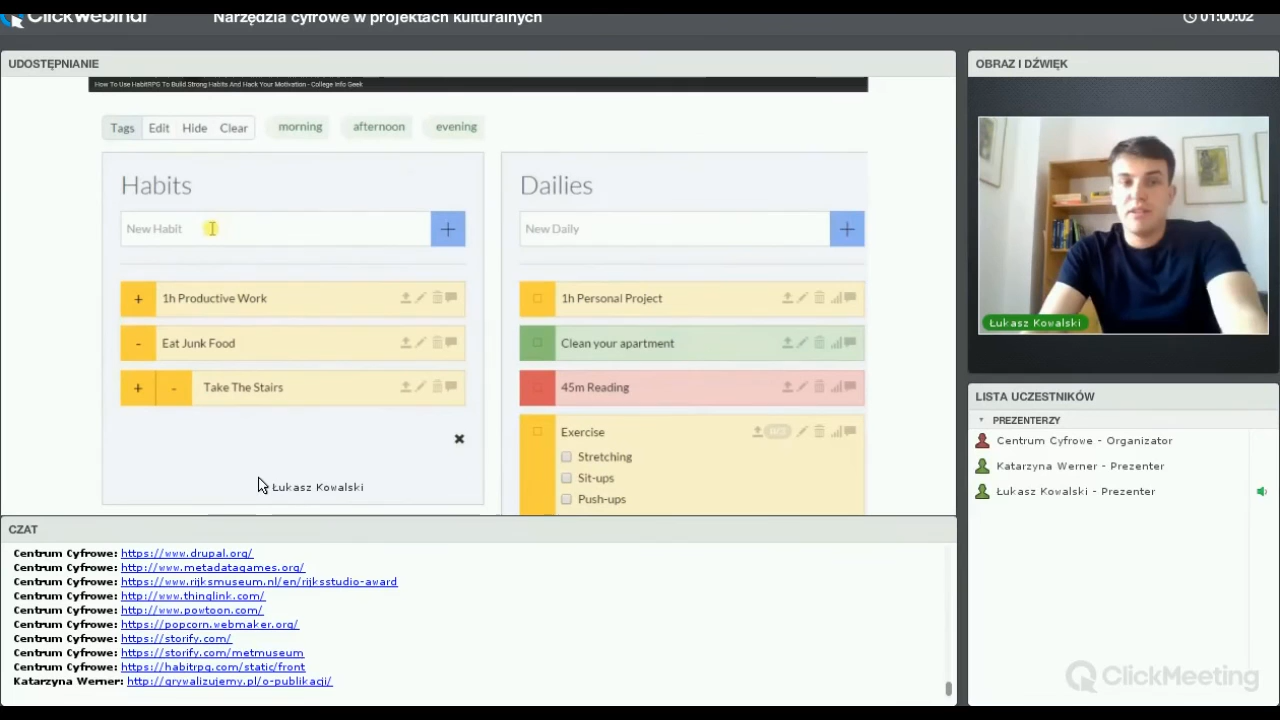 ClickWebinar
Narzędzia cyfrowe w projektach kulturalnych
01:00:02
UDOSTĘPNIANIE
OBRAZ I DŹWIĘK
How To Use HabitRPG To Build Strong Habits And Hack Your Motivation - College Info Geek
Tags Edit Hide Clear morning afternoon evening
Habits
New Habit
+
+ 1h Productive Work
- Eat Junk Food
+ - Take The Stairs
Łukasz Kowalski
Dailies
New Daily
+
1h Personal Project
Clean your apartment
45m Reading
Exercise
Stretching
Sit-ups
Push-ups
Łukasz Kowalski
LISTA UCZESTNIKÓW
PREZENTERZY
Centrum Cyfrowe - Organizator
Katarzyna Werner - Prezenter
Łukasz Kowalski - Prezenter
CZAT
Centrum Cyfrowe: https://www.drupal.org/
Centrum Cyfrowe: http://www.metadatagames.org/
Centrum Cyfrowe: https://www.rijksmuseum.nl/en/rijksstudio-award
Centrum Cyfrowe: http://www.thinglink.com/
Centrum Cyfrowe: http://www.powtoon.com/
Centrum Cyfrowe: https://popcorn.webmaker.org/
Centrum Cyfrowe: https://storify.com/
Centrum Cyfrowe: https://storify.com/metmuseum
Centrum Cyfrowe: https://habitrpg.com/static/front
Katarzyna Werner: http://grywalizujemy.pl/o-publikacji/
ClickMeeting